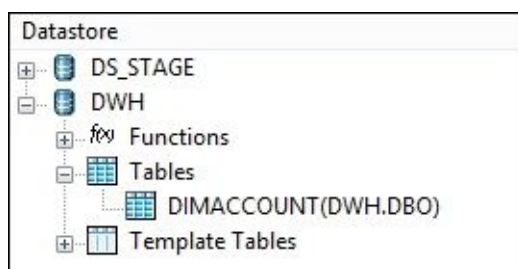 Datastore
DS_STAGE
DWH
f(x) Functions
Tables
DIMACCOUNT(DWH.DBO)
Template Tables